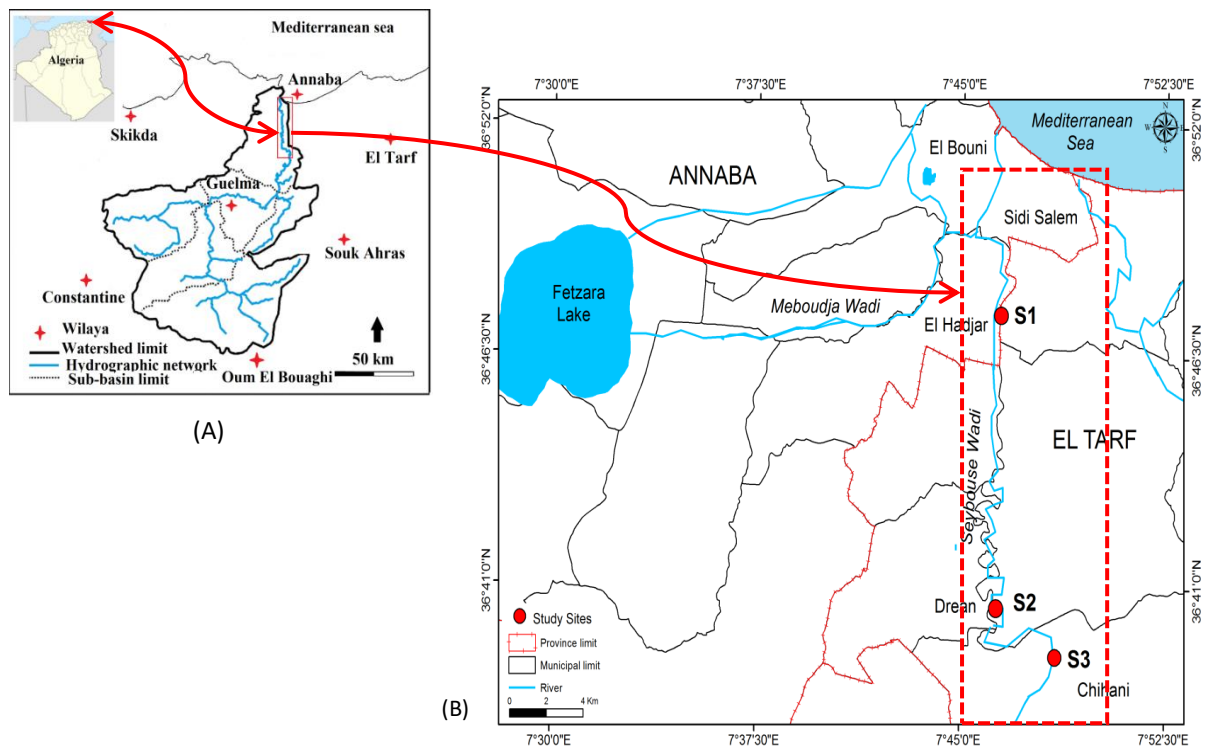 Algeria
Mediterranean sea
Annaba
Skikda
El Tarf
Guelma
Souk Ahras
Constantine
Wilaya
Watershed limit
Hydrographic network
Sub-basin limit
Oum El Bouaghi
50 km
(A)
7°30'0"E
7°37'30"E
7°45'0"E
7°52'30"E
36°52'0"N
36°52'0"N
Mediterranean
Sea
N
E
S
W
El Bouni
ANNABA
Sidi Salem
Fetzara
Lake
Meboudja Wadi
El Hadjar
S1
36°46'30"N
36°46'30"N
EL TARF
Seybouse Wadi
36°41'0"N
36°41'0"N
Drean
S2
S3
Chihani
Study Sites
Province limit
Municipal limit
River
0 2 4 Km
(B)
7°30'0"E
7°37'30"E
7°45'0"E
7°52'30"E